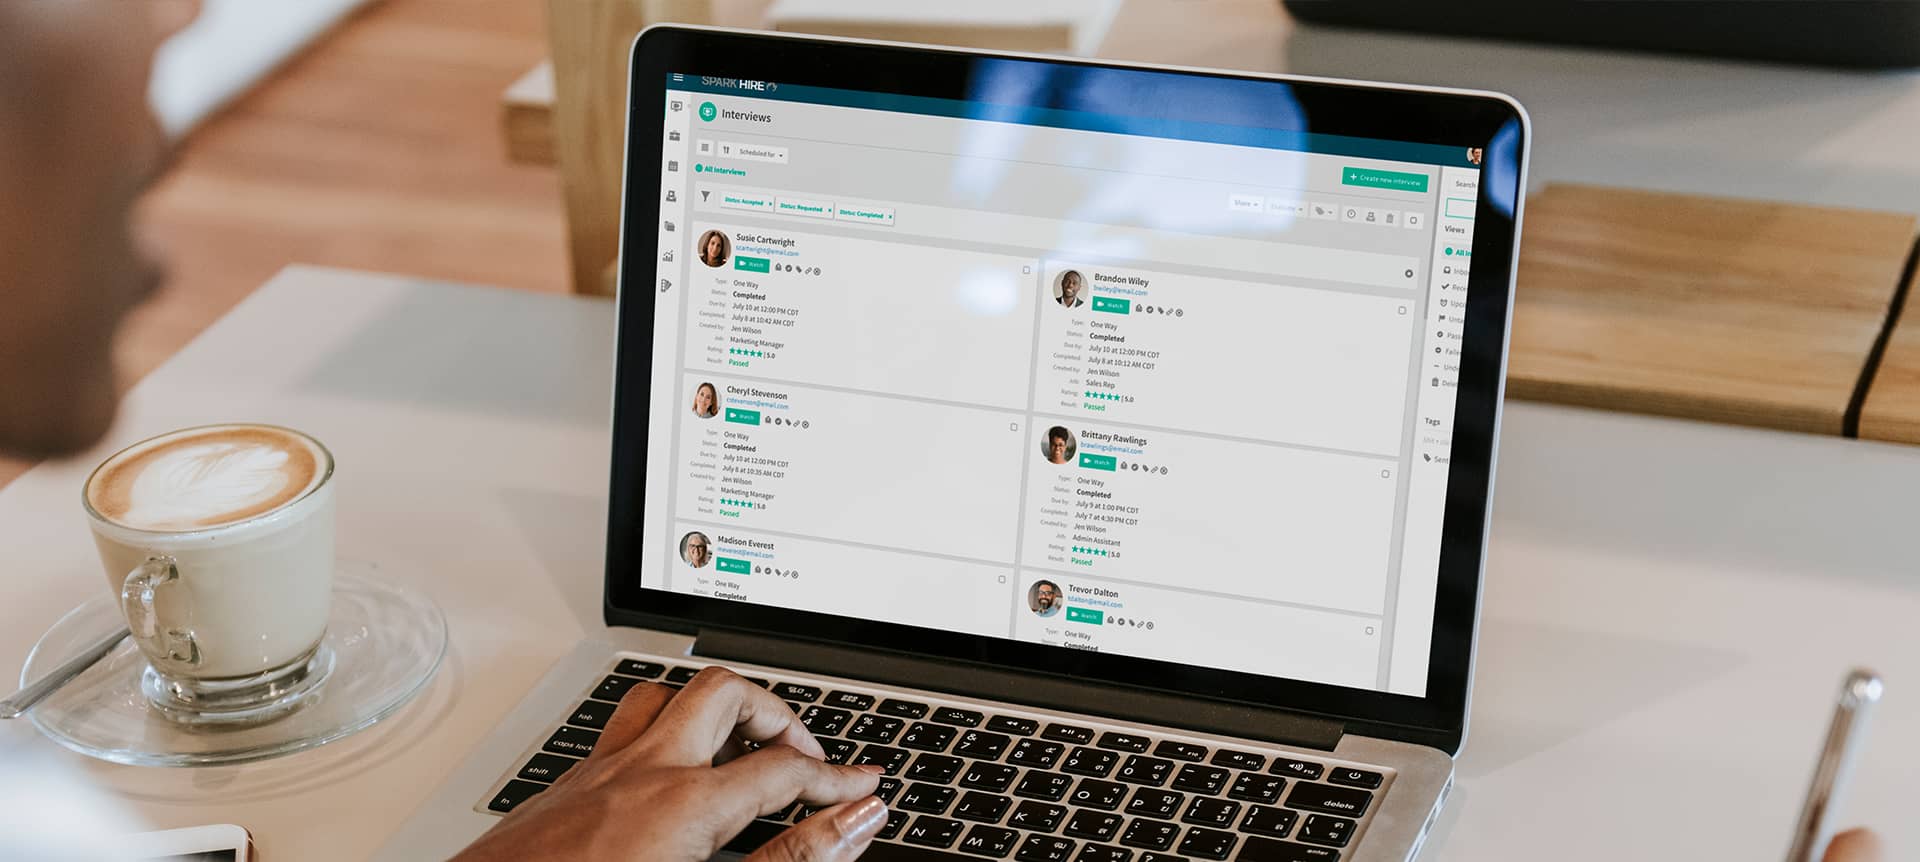 SPARK HIRE
Interviews
Scheduled for
+ Create new interview
Search
All Interviews
Share
Status: Accepted x
Status: Requested x
Status: Completed x
Views
All In
Susie Cartwright
scartwright@email.com
Watch
Type: One Way
Status: Completed
Due by: July 10 at 12:00 PM CDT
Completed: July 8 at 10:42 AM CDT
Created by: Jen Wilson
Job: Marketing Manager
Rating: ★★★★★ | 5.0
Result: Passed
Brandon Wiley
bwiley@email.com
Watch
Type: One Way
Status: Completed
Due by: July 10 at 12:00 PM CDT
Completed: July 8 at 10:12 AM CDT
Created by: Jen Wilson
Job: Sales Rep
Rating: ★★★★★ | 5.0
Result: Passed
Cheryl Stevenson
cstevenson@email.com
Watch
Type: One Way
Status: Completed
Due by: July 10 at 12:00 PM CDT
Completed: July 8 at 10:35 AM CDT
Created by: Jen Wilson
Job: Marketing Manager
Rating: ★★★★★ | 5.0
Result: Passed
Brittany Rawlings
brawlings@email.com
Watch
Type: One Way
Status: Completed
Due by: July 9 at 1:00 PM CDT
Completed: July 7 at 4:30 PM CDT
Created by: Jen Wilson
Job: Admin Assistant
Rating: ★★★★★ | 5.0
Result: Passed
Madison Everest
meverest@email.com
Watch
Type: One Way
Status: Completed
Trevor Dalton
tdalton@email.com
Watch
Type: One Way
Status: Completed
Tags
Sent
esc
tab
caps lock
shift
fn
delete
enter